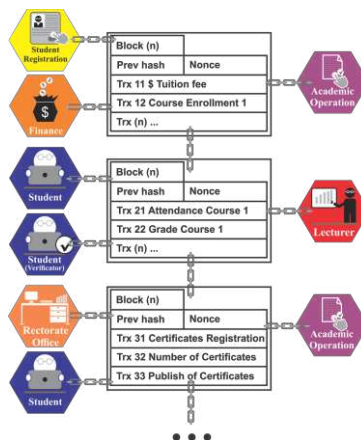 Student
Registration
Block (n)
Prev hash Nonce
Trx 11 $ Tuition fee
Trx 12 Course Enrollment 1
Trx (n) ...
Academic
Operation
$
Finance
Student
Student
(Verificator)
Block (n)
Prev hash Nonce
Trx 21 Attendance Course 1
Trx 22 Grade Course 1
Trx (n) ...
Lecturer
Rectorate
Office
Student
Block (n)
Prev hash Nonce
Trx 31 Certificates Registration
Trx 32 Number of Certificates
Trx 33 Publish of Certificates
Academic
Operation